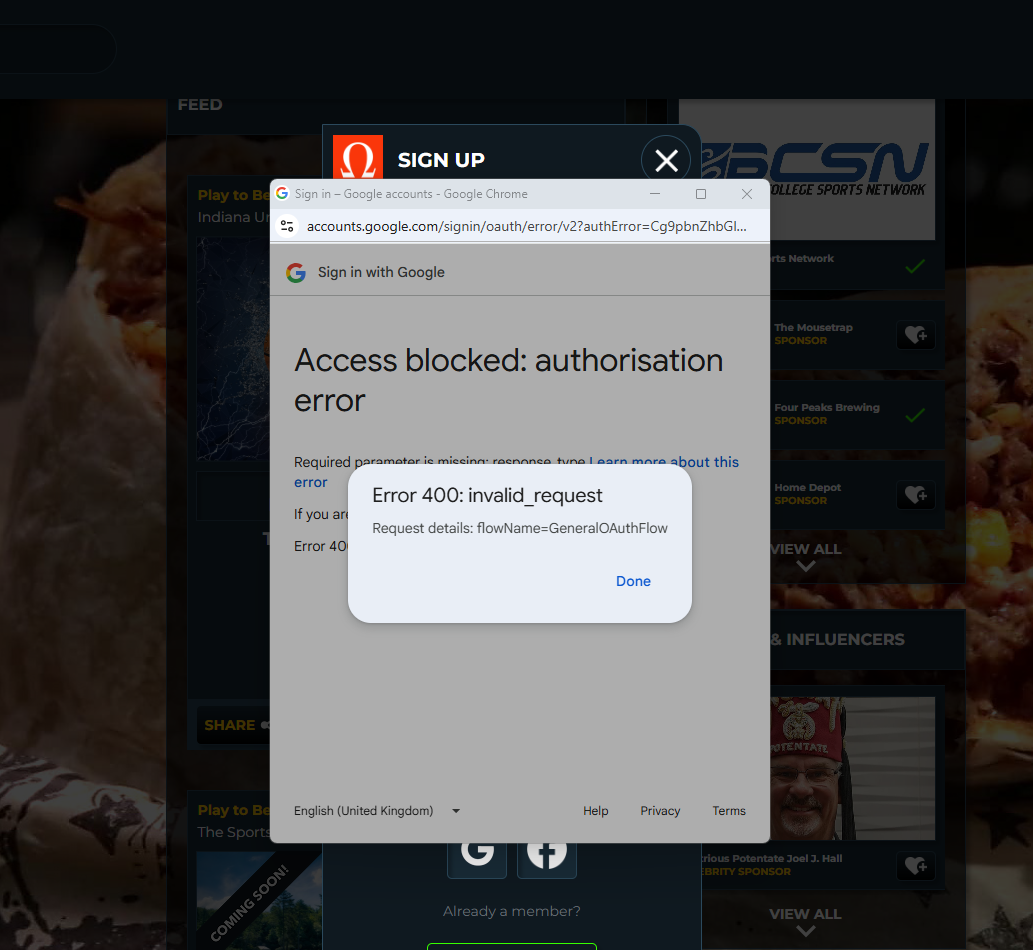 FEED
Ω SIGN UP
BCSN
COLLEGE SPORTS NETWORK
Sign in – Google accounts - Google Chrome
accounts.google.com/signin/oauth/error/v2?authError=Cg9pbnZhbGl...
Sign in with Google
Access blocked: authorisation
error
Required parameter is missing: response_type Learn more about this
error
If you are
Error 400
Error 400: invalid_request
Request details: flowName=GeneralOAuthFlow
Done
English (United Kingdom)
Help
Privacy
Terms
Play to Be
Indiana Un
SHARE
Play to Be
The Sports
COMING SOON!
Already a member?
rts Network
The Mousetrap
SPONSOR
Four Peaks Brewing
SPONSOR
Home Depot
SPONSOR
VIEW ALL
& INFLUENCERS
POTENTATE
trious Potentate Joel J. Hall
EBRITY SPONSOR
VIEW ALL